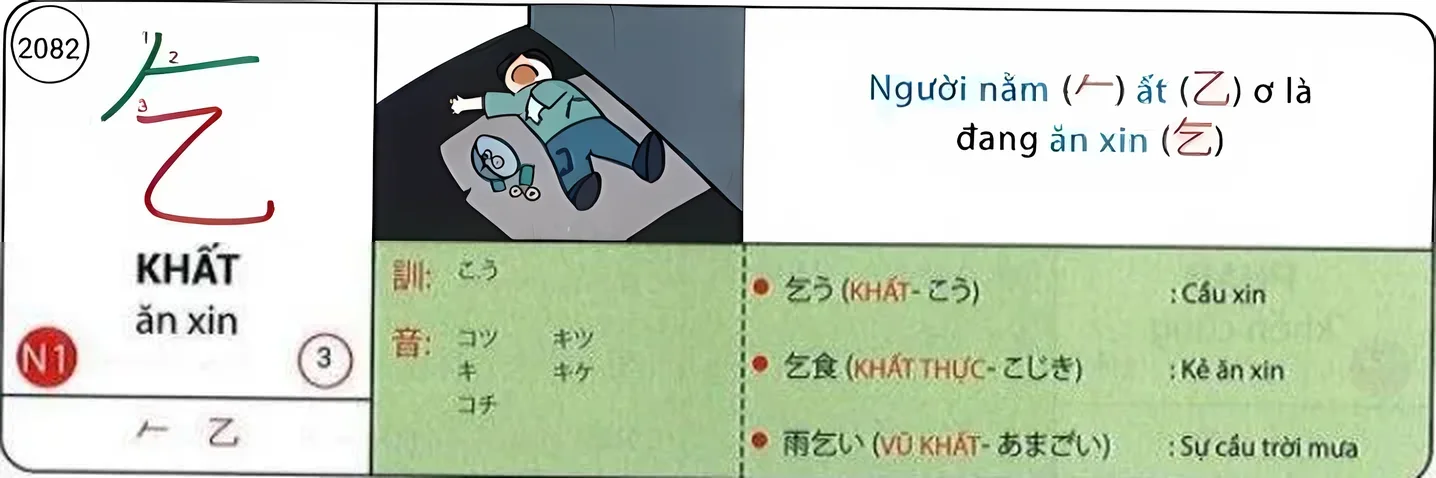 2082
1
2
3
乞
KHẤT
ăn xin
N1
3
𠂉 乙
Người nằm (𠂉) ất (乙) ơ là
đang ăn xin (乞)
訓: こう
音: コツ キツ
キ キケ
コチ
• 乞う (KHẤT- こう) : Cầu xin
• 乞食 (KHẤT THỰC- こじき) : Kẻ ăn xin
• 雨乞い (VŨ KHẤT- あまごい) : Sự cầu trời mưa